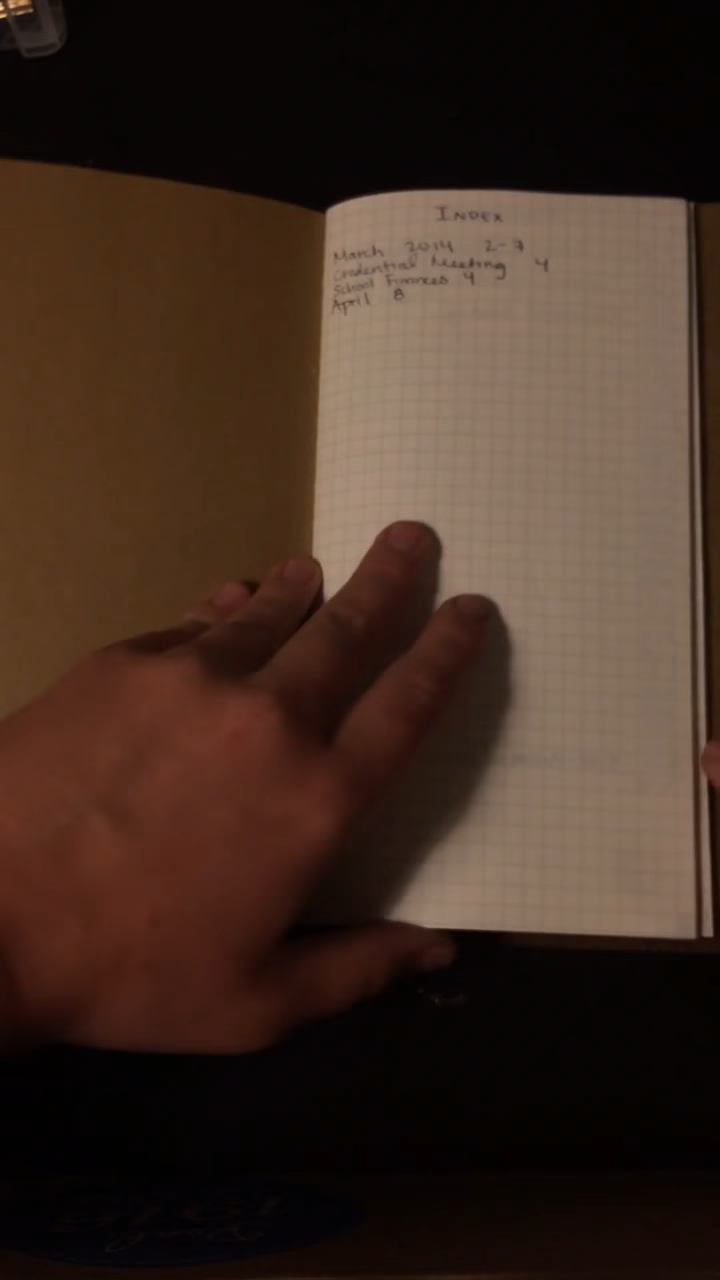 INDEX
March 2014 2-7
Credential Meeting 4
School Finances 4
April 8